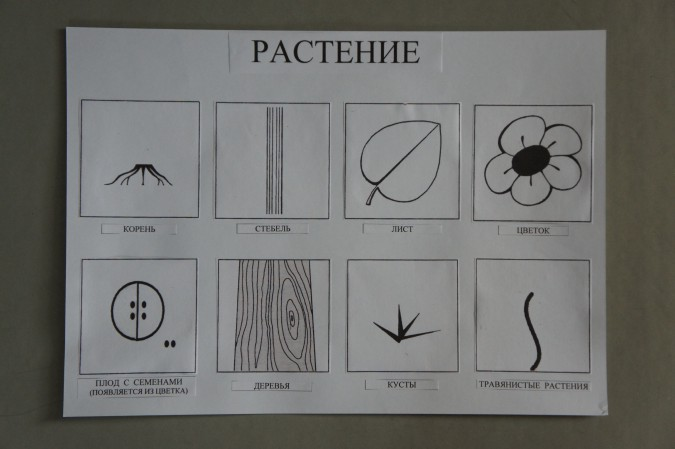 РАСТЕНИЕ
КОРЕНЬ
СТЕБЕЛЬ
ЛИСТ
ЦВЕТОК
ПЛОД С СЕМЕНАМИ
(ПОЯВЛЯЕТСЯ ИЗ ЦВЕТКА)
ДЕРЕВЬЯ
КУСТЫ
ТРАВЯНИСТЫЕ РАСТЕНИЯ